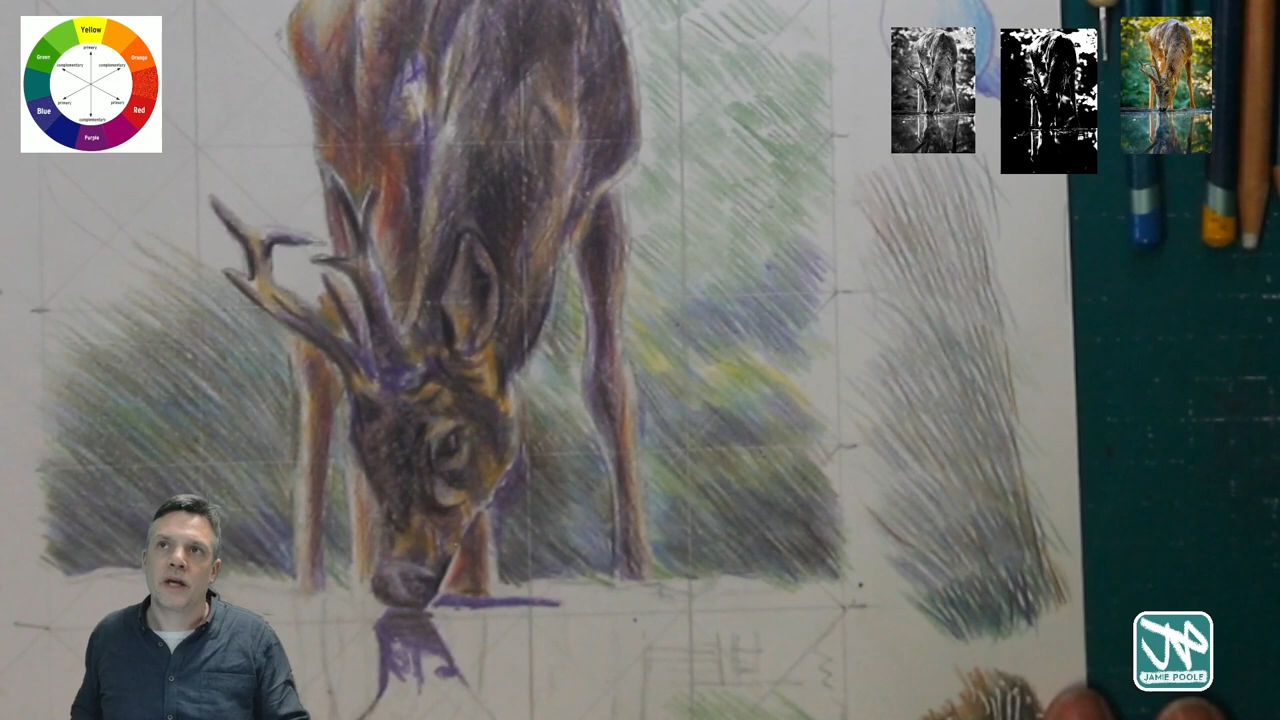 Yellow
primary
Green
Orange
complementary
complementary
Blue
primary
primary
Red
complementary
Purple
JAMIE POOLE